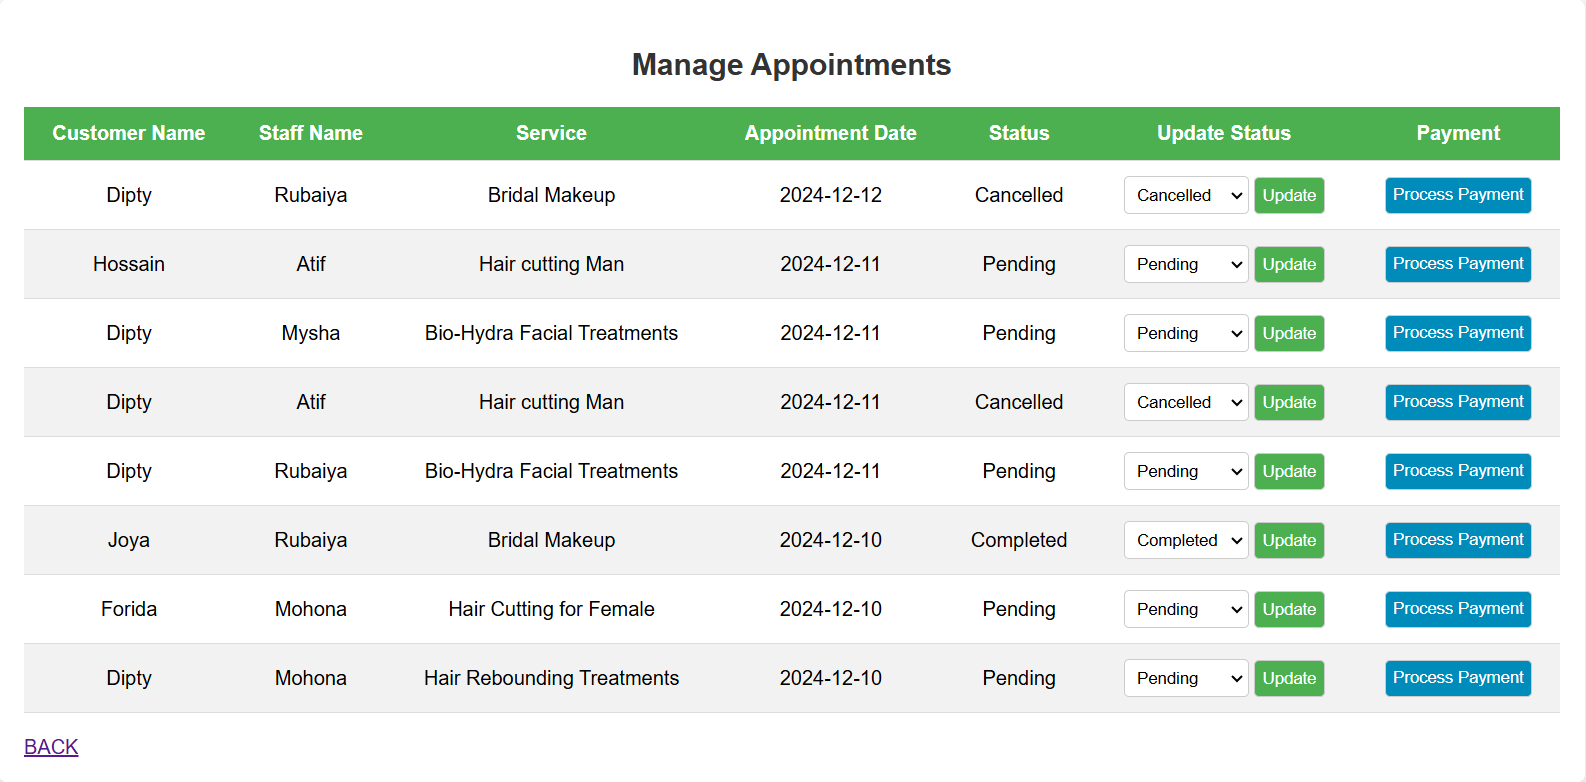 Manage Appointments
Customer Name Staff Name Service Appointment Date Status Update Status Payment
Dipty Rubaiya Bridal Makeup 2024-12-12 Cancelled Cancelled Update Process Payment
Hossain Atif Hair cutting Man 2024-12-11 Pending Pending Update Process Payment
Dipty Mysha Bio-Hydra Facial Treatments 2024-12-11 Pending Pending Update Process Payment
Dipty Atif Hair cutting Man 2024-12-11 Cancelled Cancelled Update Process Payment
Dipty Rubaiya Bio-Hydra Facial Treatments 2024-12-11 Pending Pending Update Process Payment
Joya Rubaiya Bridal Makeup 2024-12-10 Completed Completed Update Process Payment
Forida Mohona Hair Cutting for Female 2024-12-10 Pending Pending Update Process Payment
Dipty Mohona Hair Rebounding Treatments 2024-12-10 Pending Pending Update Process Payment
BACK